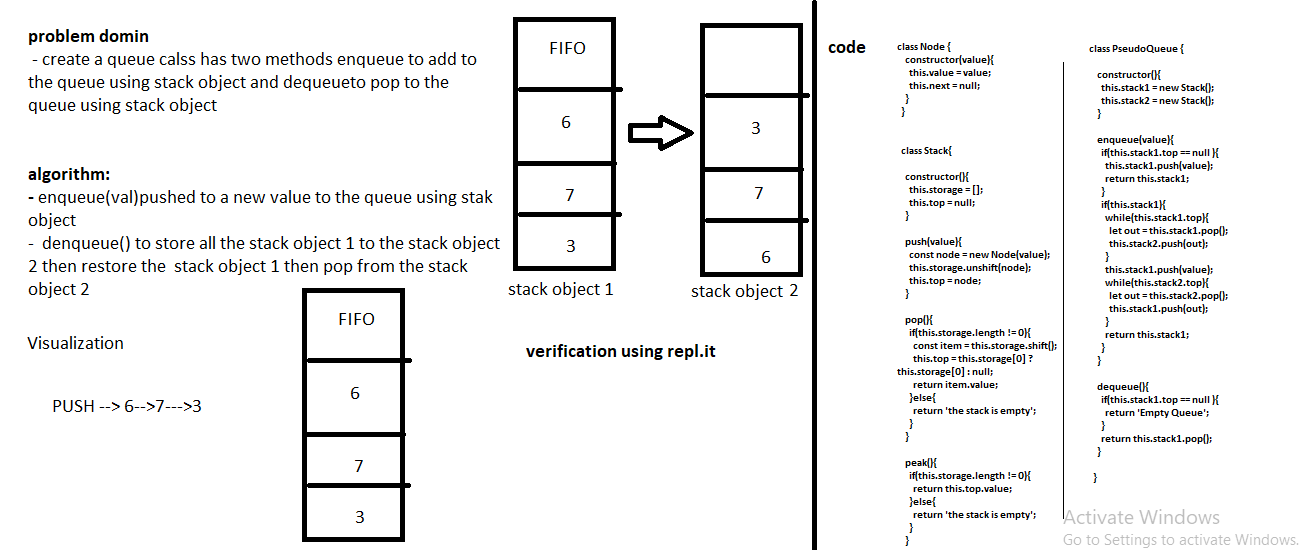 problem domin
- create a queue calss has two methods enqueue to add to
the queue using stack object and dequeueto pop to the
queue using stack object
algorithm:
- enqueue(val)pushed to a new value to the queue using stak
object
- denqueue() to store all the stack object 1 to the stack object
2 then restore the stack object 1 then pop from the stack
object 2
Visualization
PUSH --> 6-->7--->3
FIFO
6
7
3
FIFO
6
7
3
stack object 1
3
7
6
stack object 2
verification using repl.it
code
class Node {
constructor(value){
this.value = value;
this.next = null;
}
}
class Stack{
constructor(){
this.storage = [];
this.top = null;
}
push(value){
const node = new Node(value);
this.storage.unshift(node);
this.top = node;
}
pop(){
if(this.storage.length != 0){
const item = this.storage.shift();
this.top = this.storage[0] ?
this.storage[0] : null;
return item.value;
}else{
return 'the stack is empty';
}
}
peak(){
if(this.storage.length != 0){
return this.top.value;
}else{
return 'the stack is empty';
}
}
class PseudoQueue {
constructor(){
this.stack1 = new Stack();
this.stack2 = new Stack();
}
enqueue(value){
if(this.stack1.top == null ){
this.stack1.push(value);
return this.stack1;
}
if(this.stack1){
while(this.stack1.top){
let out = this.stack1.pop();
this.stack2.push(out);
}
this.stack1.push(value);
while(this.stack2.top){
let out = this.stack2.pop();
this.stack1.push(out);
}
return this.stack1;
}
}
dequeue(){
if(this.stack1.top == null ){
return 'Empty Queue';
}
return this.stack1.pop();
}
}
Activate Windows
Go to Settings to activate Windows.